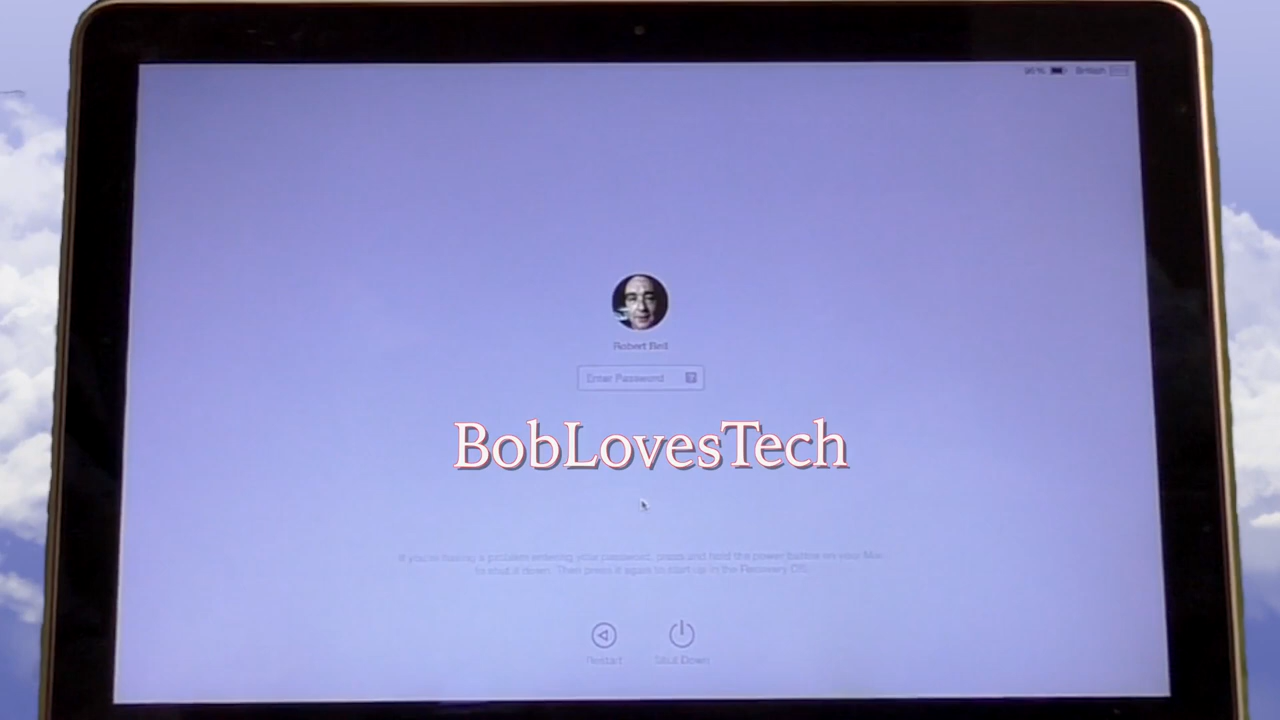 British
Robert Bell
Enter Password ?
BobLovesTech
If you're having a problem entering your password, press and hold the power button on your Mac
to shut it down. Then press it again to start up in the Recovery OS.
Restart Shut Down